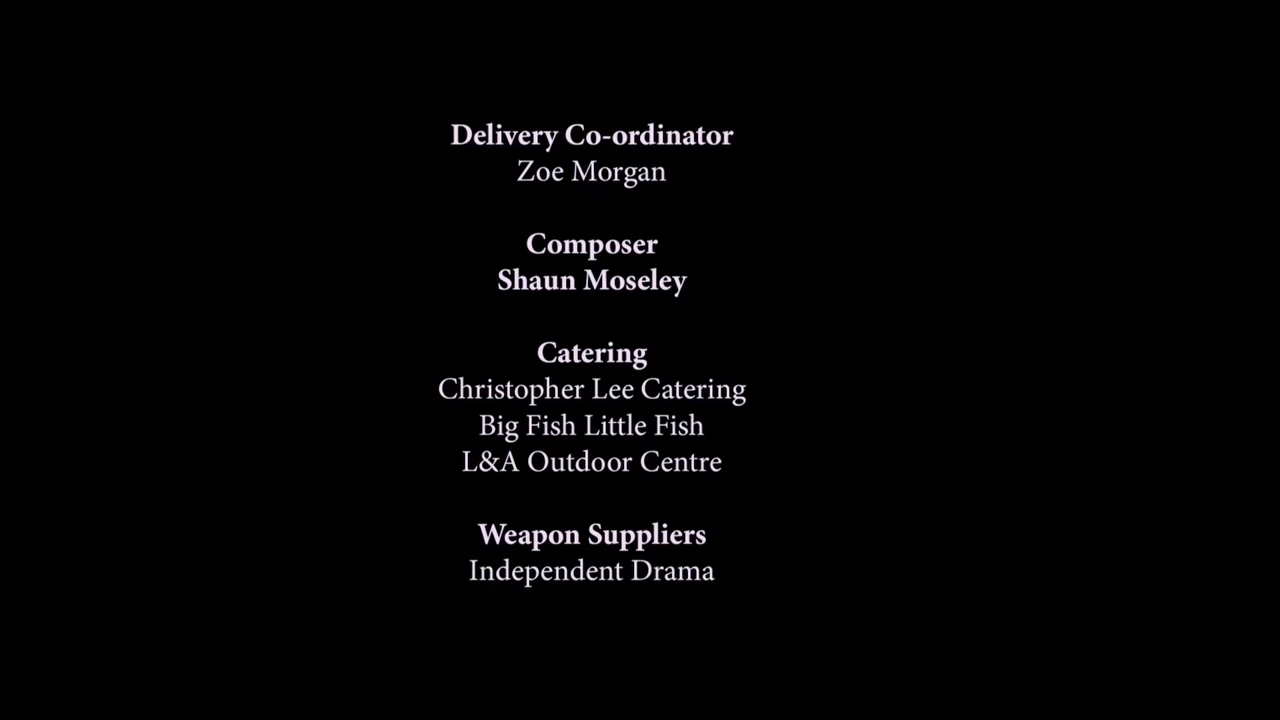 Delivery Co-ordinator
Zoe Morgan
Composer
Shaun Moseley
Catering
Christopher Lee Catering
Big Fish Little Fish
L&A Outdoor Centre
Weapon Suppliers
Independent Drama